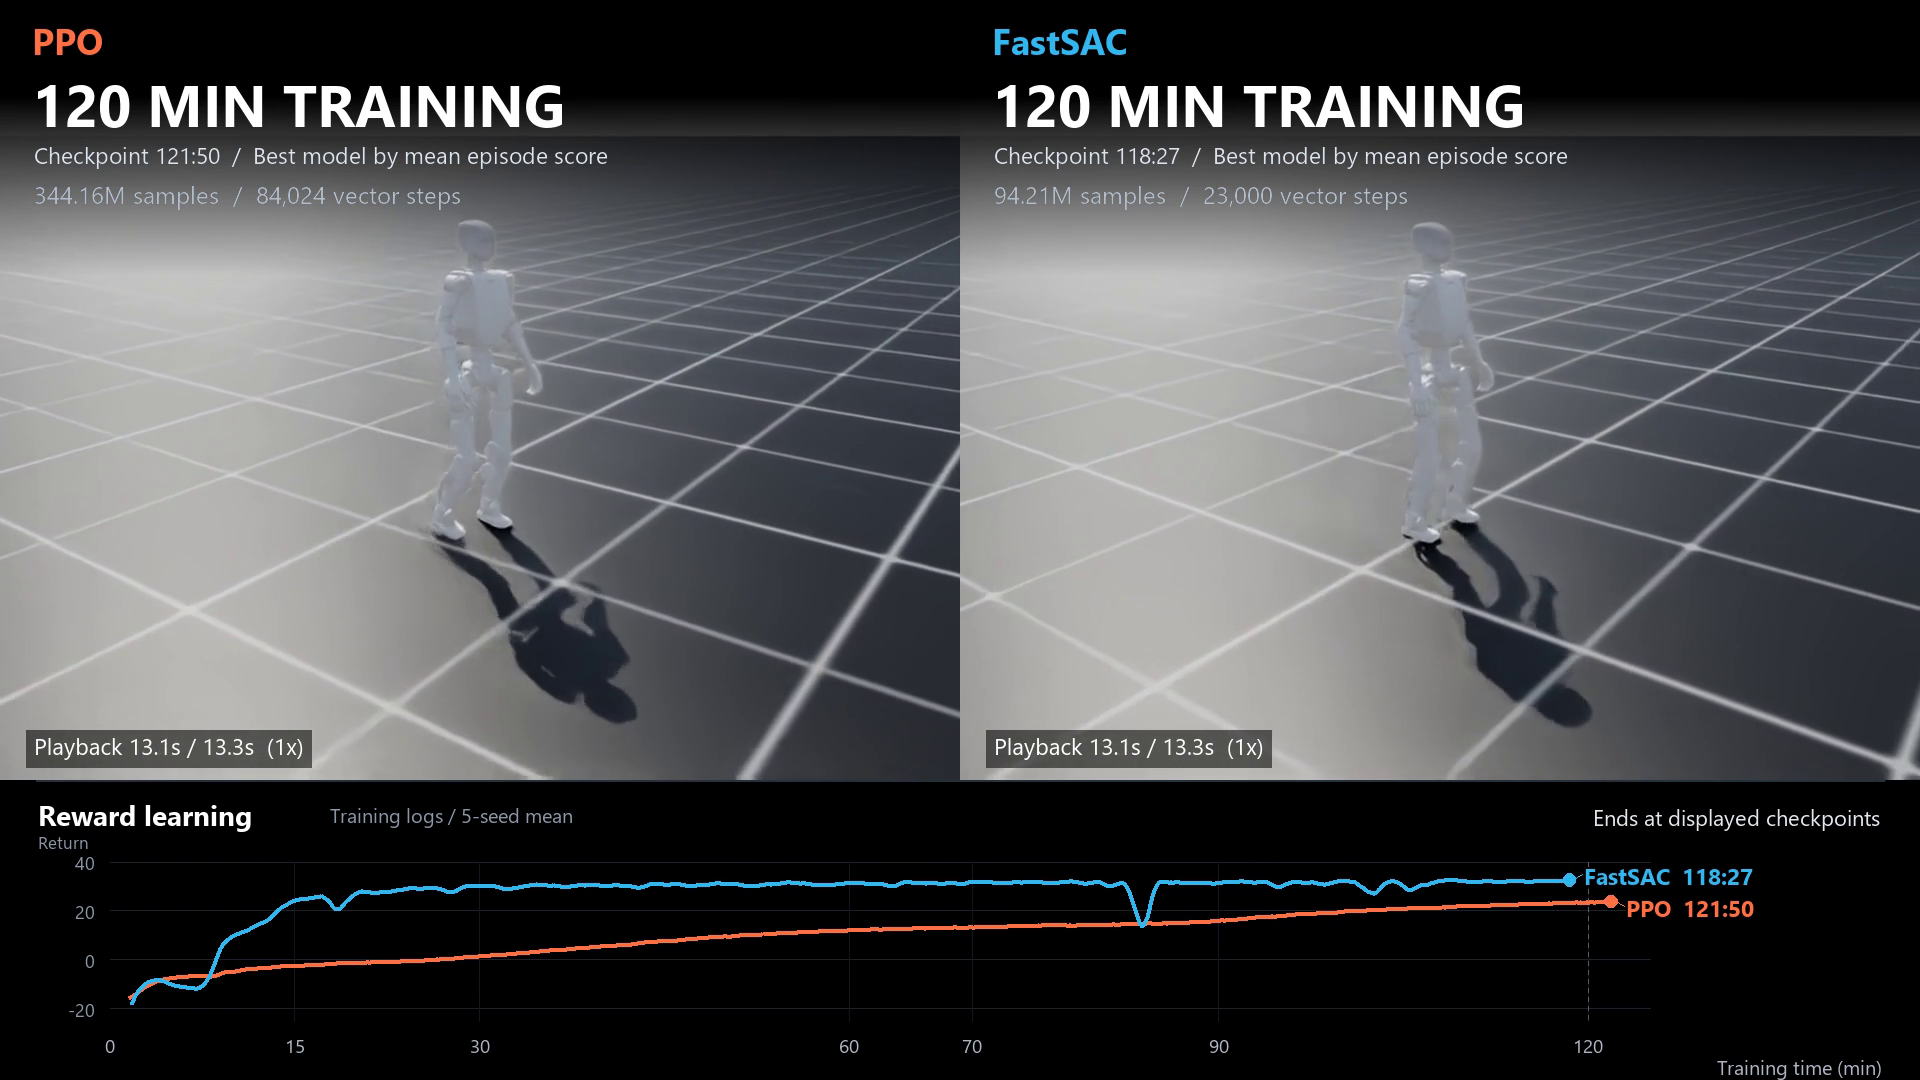 PPO
120 MIN TRAINING
Checkpoint 121:50 / Best model by mean episode score
344.16M samples / 84,024 vector steps
Playback 13.1s / 13.3s (1x)
FastSAC
120 MIN TRAINING
Checkpoint 118:27 / Best model by mean episode score
94.21M samples / 23,000 vector steps
Playback 13.1s / 13.3s (1x)
Reward learning
Training logs / 5-seed mean
Ends at displayed checkpoints
Return
40
20
0
-20
FastSAC 118:27
PPO 121:50
0 15 30 60 70 90 120
Training time (min)